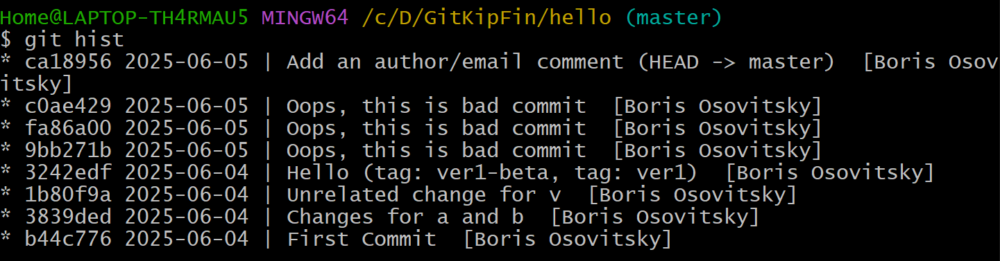 Home@LAPTOP-TH4RMAU5 MINGW64 /c/D/GitKipFin/hello (master)
$ git hist
* ca18956 2025-06-05 | Add an author/email comment (HEAD -> master)  [Boris Osov
itsky]
* c0ae429 2025-06-05 | Oops, this is bad commit  [Boris Osovitsky]
* fa86a00 2025-06-05 | Oops, this is bad commit  [Boris Osovitsky]
* 9bb271b 2025-06-05 | Oops, this is bad commit  [Boris Osovitsky]
* 3242edf 2025-06-04 | Hello (tag: ver1-beta, tag: ver1)  [Boris Osovitsky]
* 1b80f9a 2025-06-04 | Unrelated change for v  [Boris Osovitsky]
* 3839ded 2025-06-04 | Changes for a and b  [Boris Osovitsky]
* b44c776 2025-06-04 | First Commit  [Boris Osovitsky]